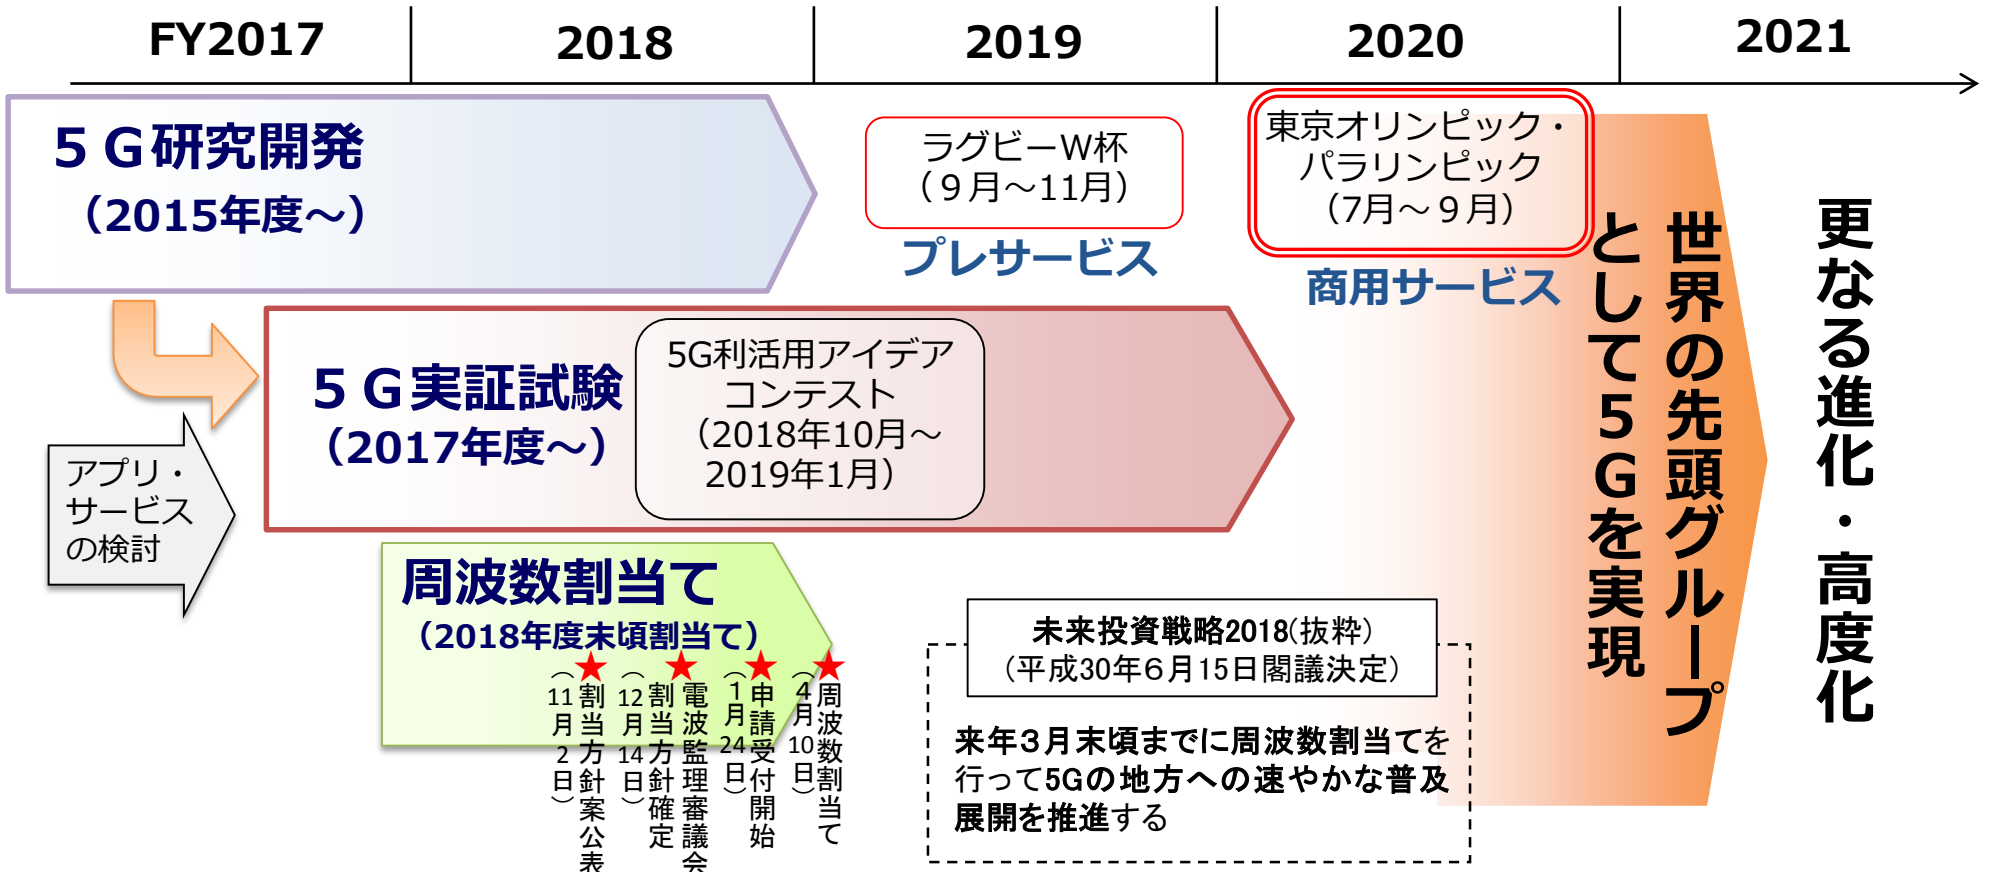 FY2017
2018
2019
2020
2021
5G研究開発
（2015年度～）
ラグビーW杯
（９月～11月）
プレサービス
東京オリンピック・
パラリンピック
（7月～９月）
商用サービス
5G実証試験
（2017年度～）
5G利活用アイデア
コンテスト
（2018年10月～
2019年1月）
アプリ・
サービス
の検討
周波数割当て
（2018年度末頃割当て）
★
割当方針案公表
（11月2日）
★
電波監理審議会
割当方針確定
（12月14日）
★
申請受付開始
（1月24日）
★
周波数割当て
（4月10日）
未来投資戦略2018(抜粋)
(平成30年６月15日閣議決定)
来年３月末頃までに周波数割当てを
行って5Gの地方への速やかな普及
展開を推進する
世界の先頭グループ
として5Gを実現
更なる進化・高度化